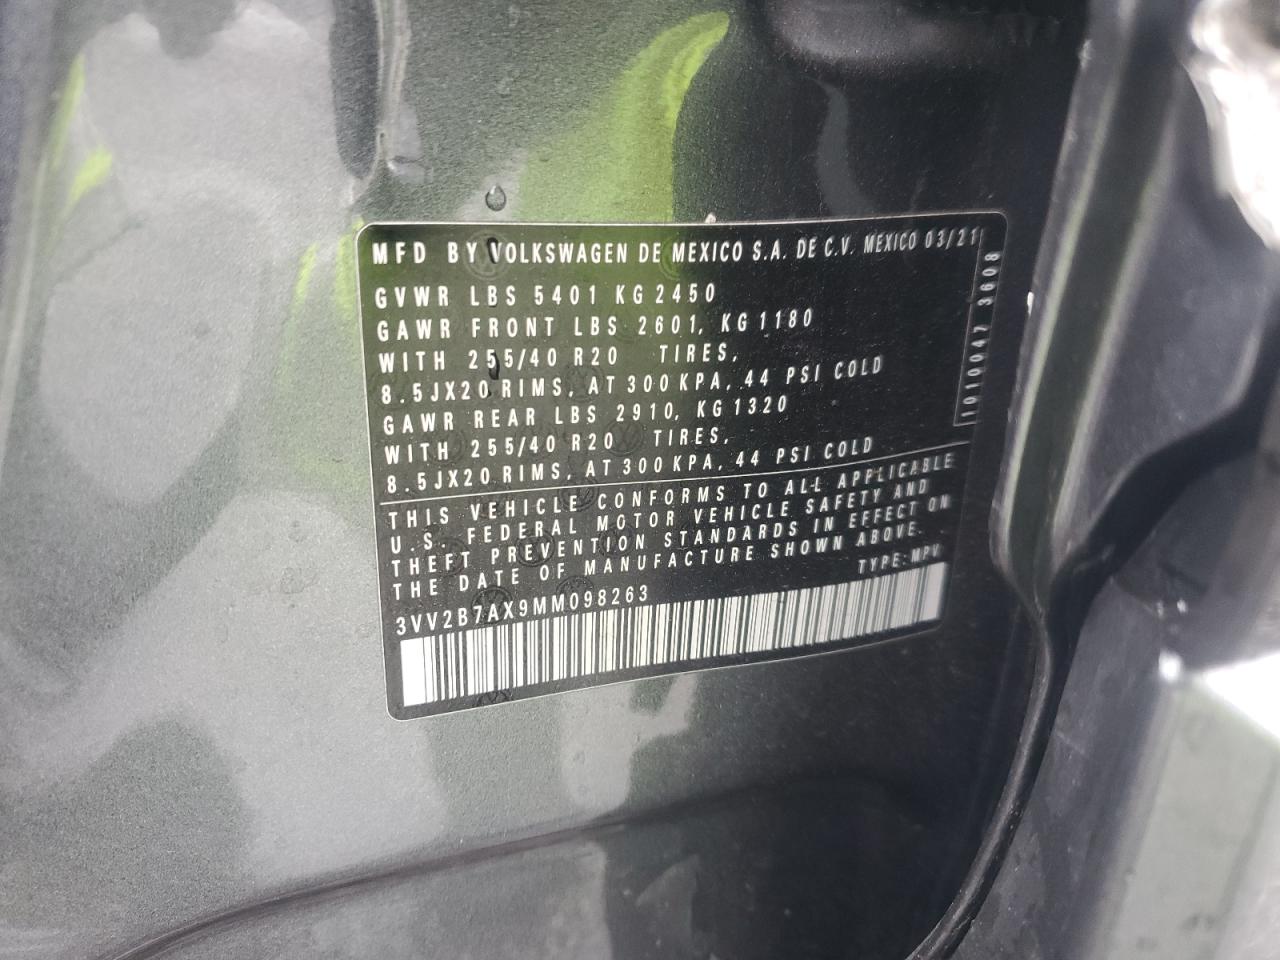 MFD BY VOLKSWAGEN DE MEXICO S.A. DE C.V. MEXICO 03/21
GVWR LBS 5401 KG 2450
GAWR FRONT LBS 2601, KG 1180
WITH 255/40 R20 TIRES,
8.5JX20 RIMS, AT 300 KPA, 44 PSI COLD
GAWR REAR LBS 2910, KG 1320
WITH 255/40 R20 TIRES,
8.5JX20 RIMS, AT 300 KPA, 44 PSI COLD
THIS VEHICLE CONFORMS TO ALL APPLICABLE
U.S. FEDERAL MOTOR VEHICLE SAFETY AND
THEFT PREVENTION STANDARDS IN EFFECT ON
THE DATE OF MANUFACTURE SHOWN ABOVE.
TYPE:MPV
3VV2B7AX9MM098263
1010047 3608